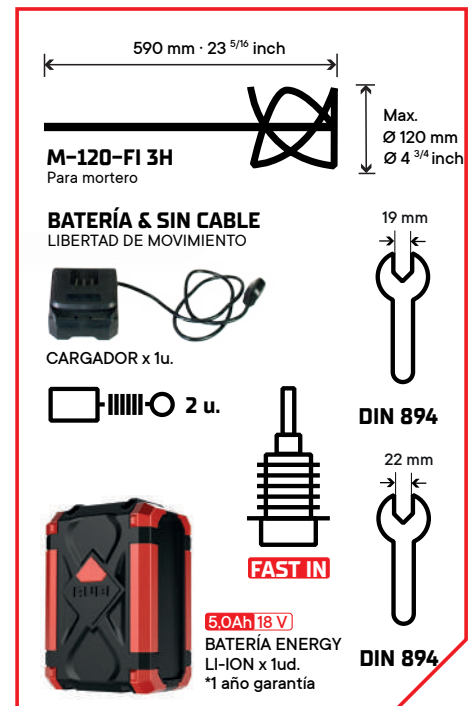 590 mm · 23 5/16 inch
Max.
Ø 120 mm
Ø 4 3/4 inch
M-120-FI 3H
Para mortero
BATERÍA & SIN CABLE
LIBERTAD DE MOVIMIENTO
19 mm
CARGADOR x 1u.
2 u.
DIN 894
22 mm
FAST IN
RUBI
5.0Ah 18 V
BATERÍA ENERGY
LI-ION x 1ud.
*1 año garantía
DIN 894